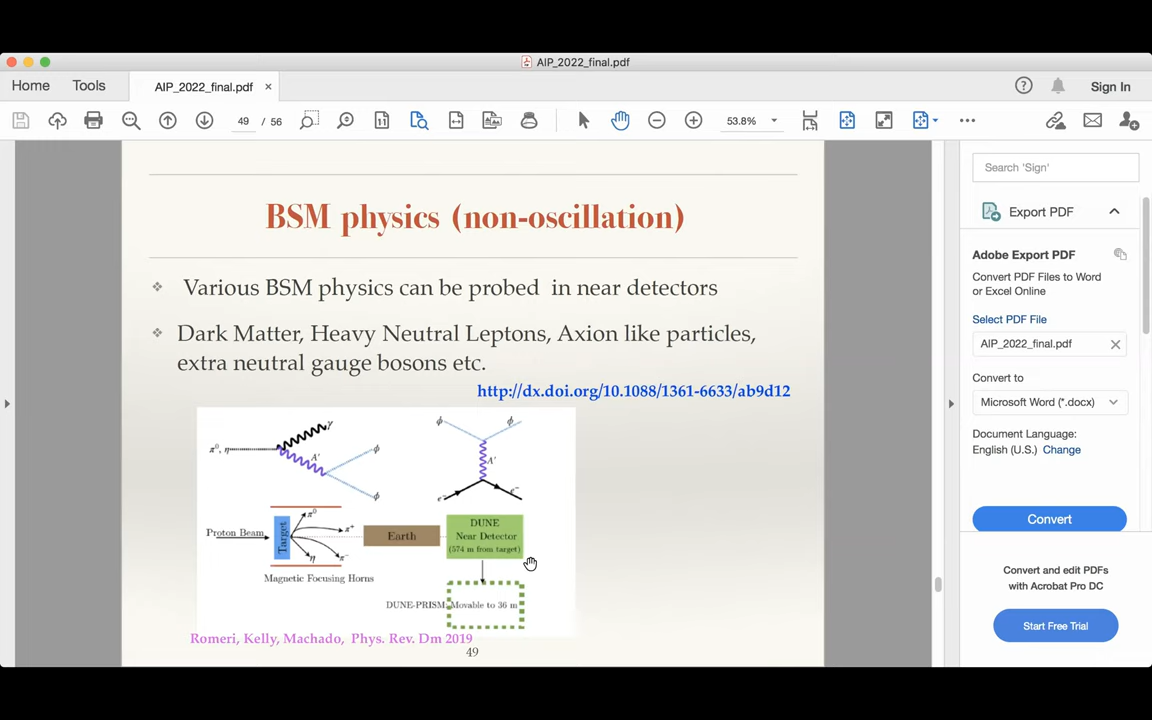 AIP_2022_final.pdf
Home
Tools
AIP_2022_final.pdf ×
Sign In
49 / 56
53.8%
BSM physics (non-oscillation)
❖ Various BSM physics can be probed in near detectors
❖ Dark Matter, Heavy Neutral Leptons, Axion like particles,
extra neutral gauge bosons etc.
http://dx.doi.org/10.1088/1361-6633/ab9d12
π⁰, η
γ
A′
ϕ
ϕ
ϕ
ϕ
A′
e⁻
e⁻
Proton Beam
Target
π⁰
π⁺
η
π⁻
Magnetic Focusing Horns
Earth
DUNE
Near Detector
(574 m from target)
DUNE-PRISM: Movable to 36 m
Romeri, Kelly, Machado, Phys. Rev. Dm 2019
49
Search 'Sign'
Export PDF
Adobe Export PDF
Convert PDF Files to Word
or Excel Online
Select PDF File
AIP_2022_final.pdf
Convert to
Microsoft Word (*.docx)
Document Language:
English (U.S.) Change
Convert
Convert and edit PDFs
with Acrobat Pro DC
Start Free Trial